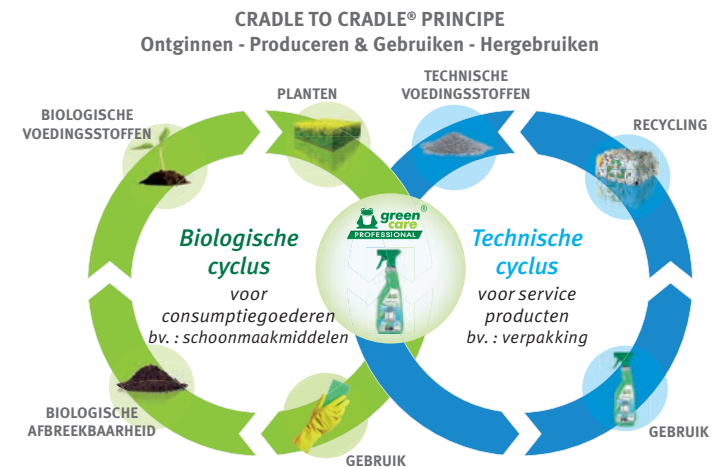 CRADLE TO CRADLE® PRINCIPE
Ontginnen - Produceren & Gebruiken - Hergebruiken
BIOLOGISCHE
VOEDINGSSTOFFEN
PLANTEN
TECHNISCHE
VOEDINGSSTOFFEN
RECYCLING
green
care
®
PROFESSIONAL
Biologische
cyclus
voor
consumptiegoederen
bv. : schoonmaakmiddelen
Technische
cyclus
voor service
producten
bv. : verpakking
BIOLOGISCHE
AFBREEKBAARHEID
GEBRUIK
GEBRUIK